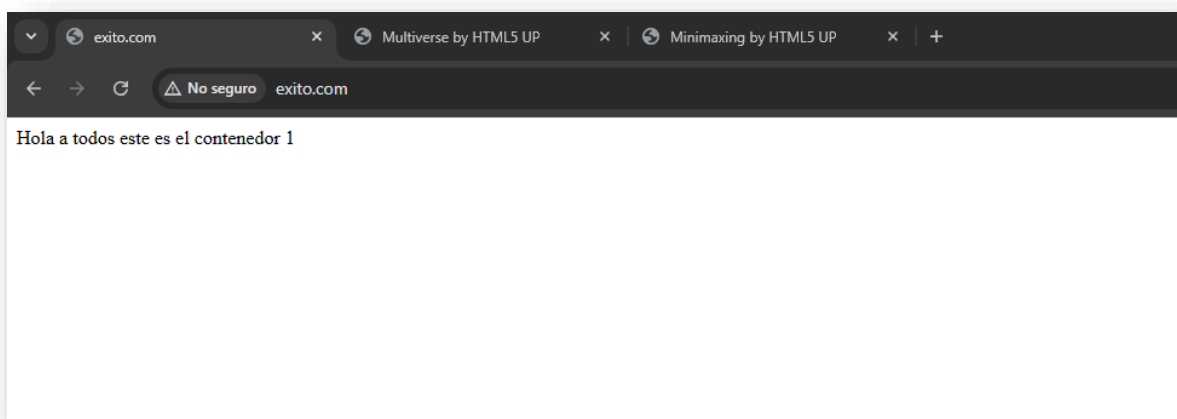 exito.com
Multiverse by HTML5 UP
Minimaxing by HTML5 UP
No seguro exito.com
Hola a todos este es el contenedor 1